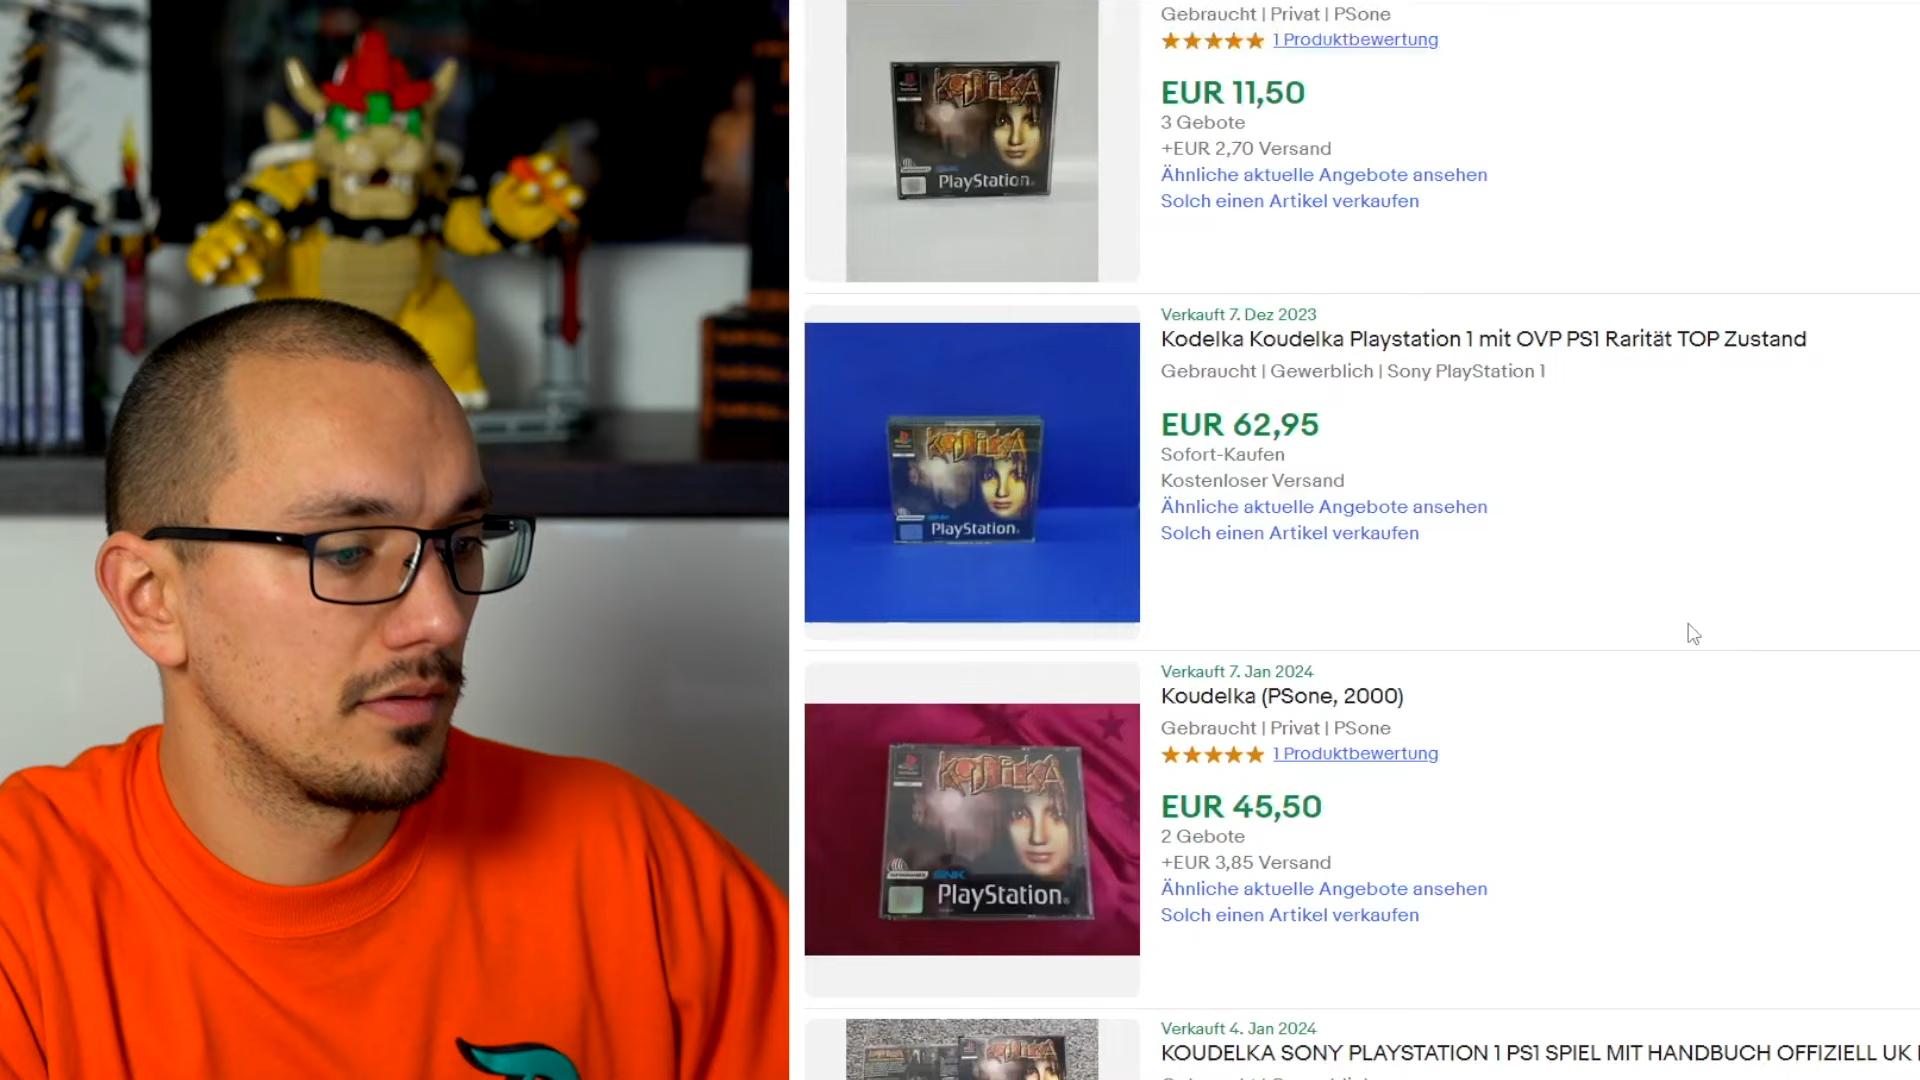 Gebraucht | Privat | PSone
1 Produktbewertung
EUR 11,50
3 Gebote
+EUR 2,70 Versand
Ähnliche aktuelle Angebote ansehen
Solch einen Artikel verkaufen
KOUDELKA
PlayStation
Verkauft 7. Dez 2023
Kodelka Koudelka Playstation 1 mit OVP PS1 Rarität TOP Zustand
Gebraucht | Gewerblich | Sony PlayStation 1
EUR 62,95
Sofort-Kaufen
Kostenloser Versand
Ähnliche aktuelle Angebote ansehen
Solch einen Artikel verkaufen
KOUDELKA
PlayStation
Verkauft 7. Jan 2024
Koudelka (PSone, 2000)
Gebraucht | Privat | PSone
1 Produktbewertung
EUR 45,50
2 Gebote
+EUR 3,85 Versand
Ähnliche aktuelle Angebote ansehen
Solch einen Artikel verkaufen
KOUDELKA
SNK
PlayStation
Verkauft 4. Jan 2024
KOUDELKA SONY PLAYSTATION 1 PS1 SPIEL MIT HANDBUCH OFFIZIELL UK